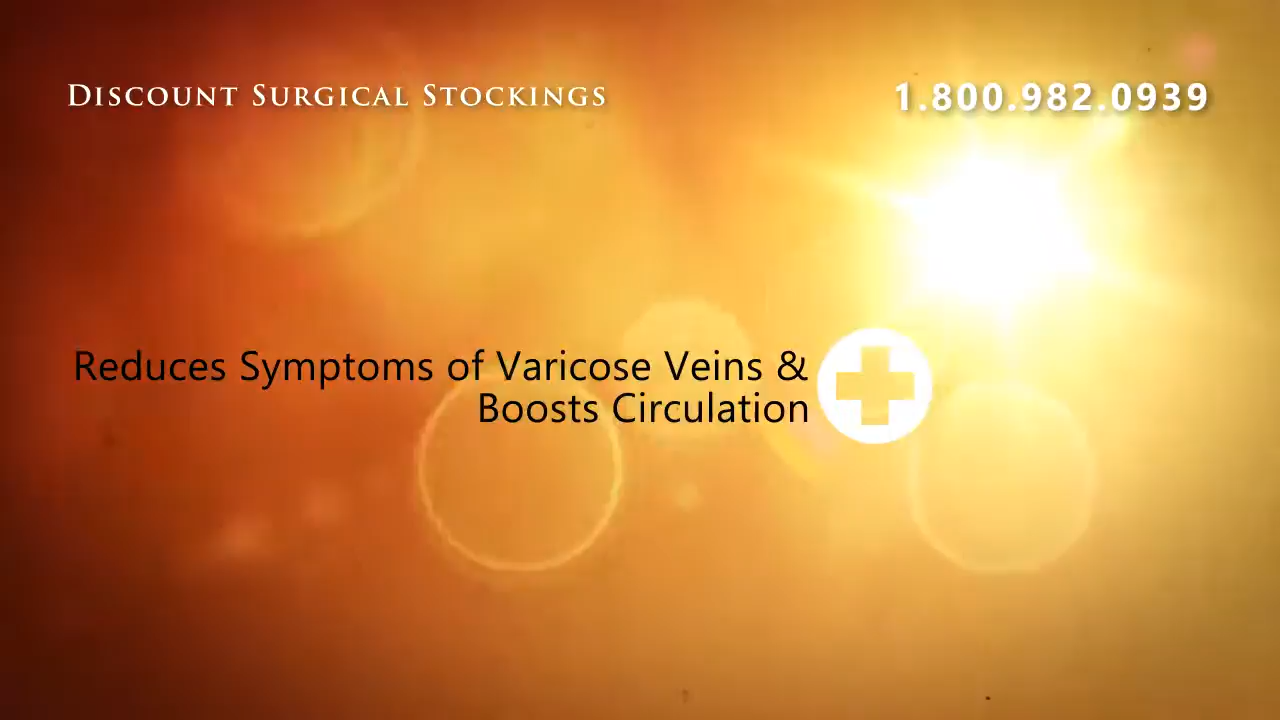 Discount Surgical Stockings
1.800.982.0939
Reduces Symptoms of Varicose Veins &
Boosts Circulation